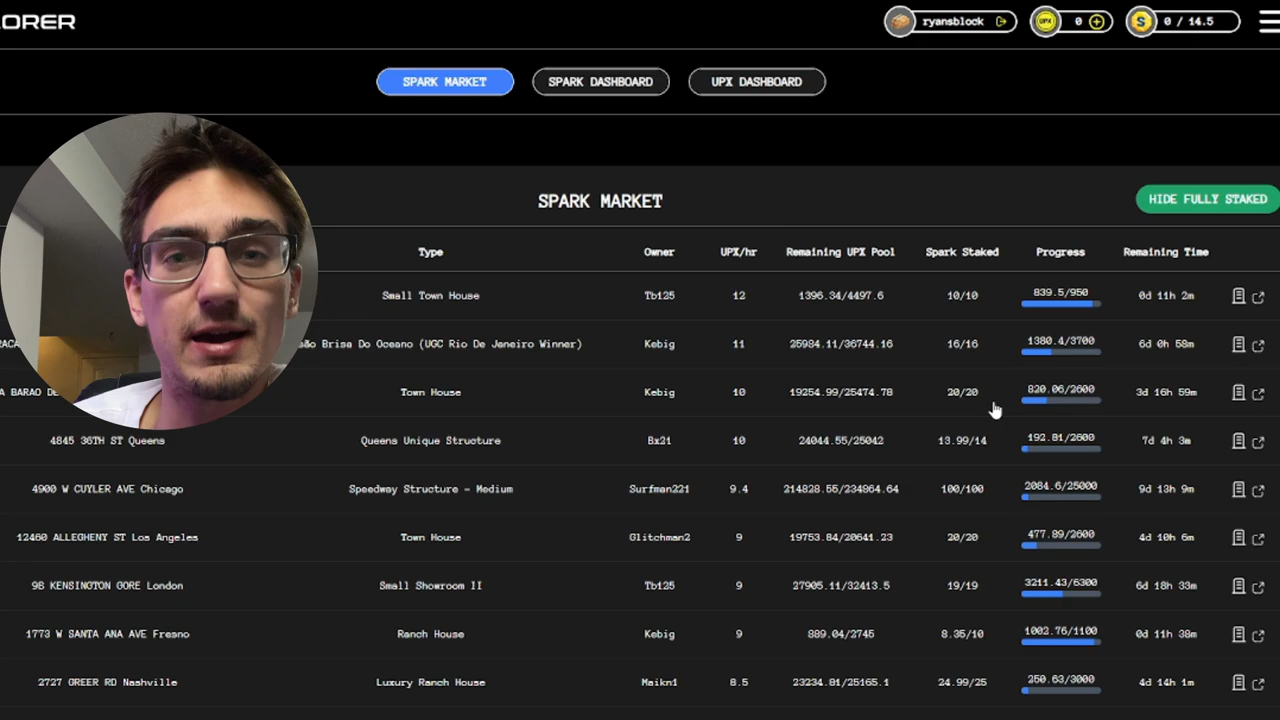 ORER
ryansblock
UPX 0
S 0 / 14.5
SPARK MARKET
SPARK DASHBOARD
UPX DASHBOARD
SPARK MARKET
HIDE FULLY STAKED
Type Owner UPX/hr Remaining UPX Pool Spark Staked Progress Remaining Time
Small Town House Tb125 12 1396.34/4497.6 10/10 839.5/950 0d 11h 2m
ão Brisa Do Oceano (UGC Rio De Janeiro Winner) Kebig 11 25984.11/36744.16 16/16 1380.4/3700 6d 0h 58m
A BARAO DE Town House Kebig 10 19254.99/25474.78 20/20 820.06/2600 3d 16h 59m
4845 36TH ST Queens Queens Unique Structure Bx21 10 24044.55/25042 13.99/14 192.81/2600 7d 4h 3m
4900 W CUYLER AVE Chicago Speedway Structure - Medium Surfman221 9.4 214828.55/234864.64 100/100 2084.6/25000 9d 13h 9m
12460 ALLEGHENY ST Los Angeles Town House Glitchman2 9 19753.84/20641.23 20/20 477.89/2600 4d 10h 6m
96 KENSINGTON GORE London Small Showroom II Tb125 9 27905.11/32413.5 19/19 3211.43/6300 6d 18h 33m
1773 W SANTA ANA AVE Fresno Ranch House Kebig 9 889.04/2745 8.35/10 1002.76/1100 0d 11h 38m
2727 GREER RD Nashville Luxury Ranch House Maikn1 8.5 23234.81/25165.1 24.99/25 250.63/3000 4d 14h 1m